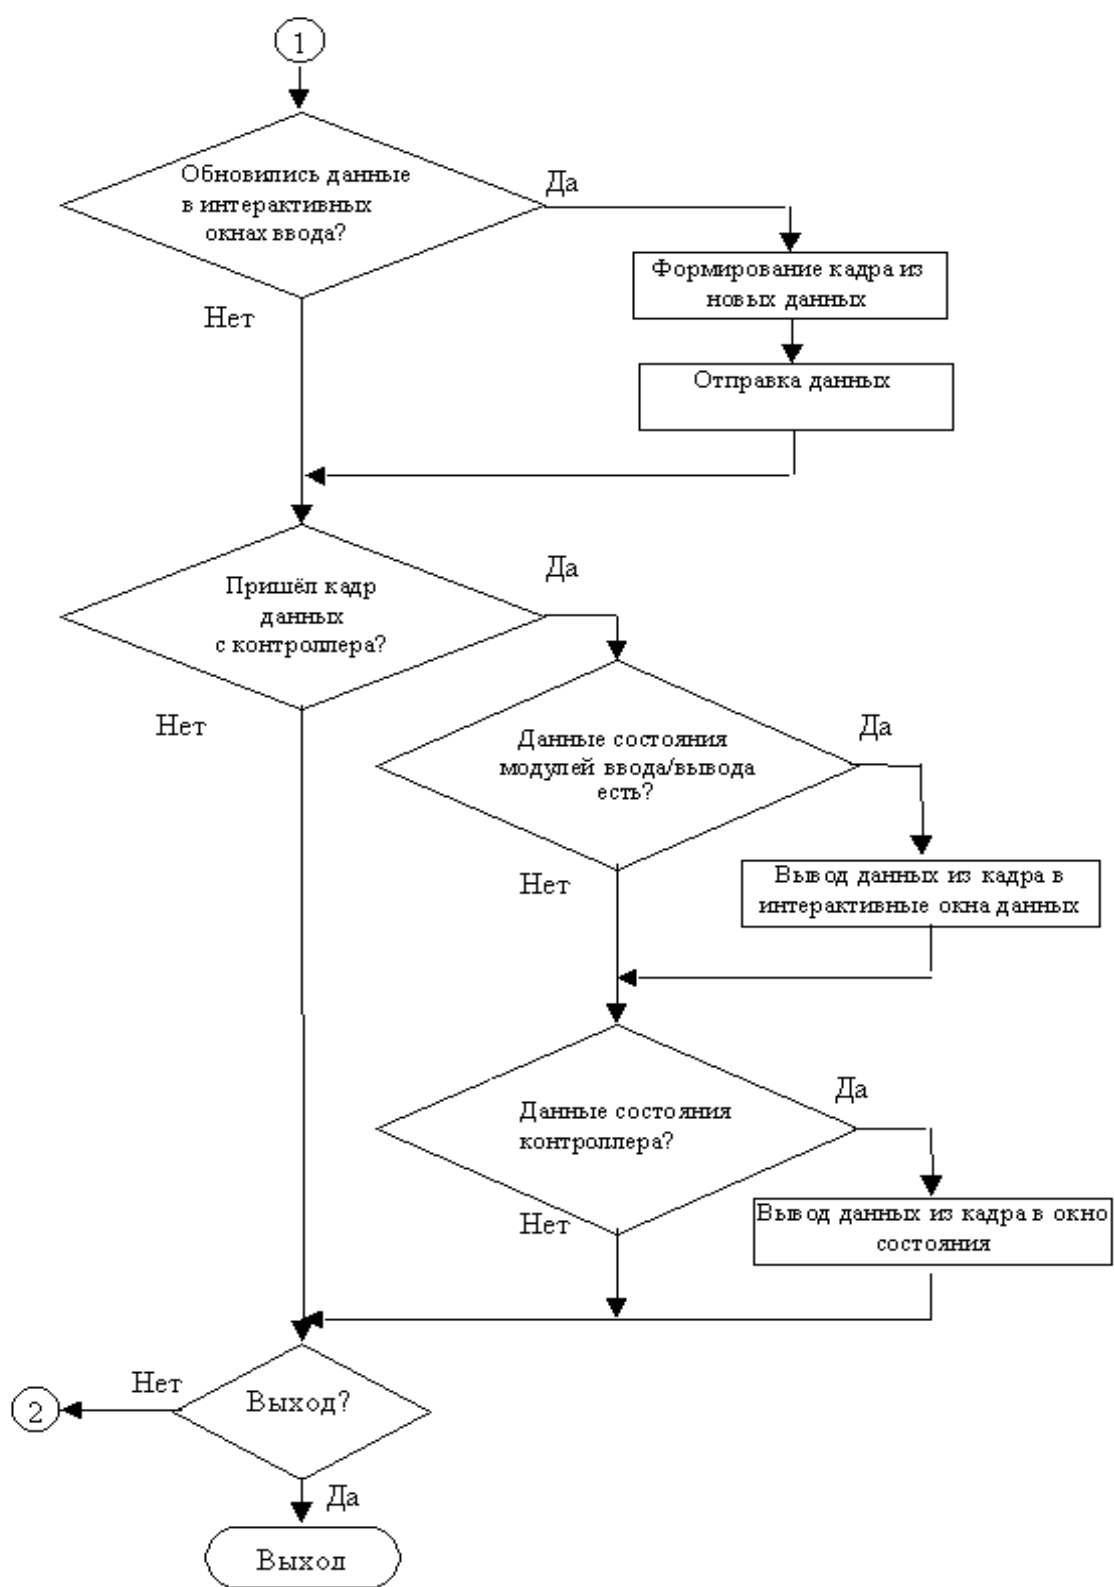 1
Обновились данные
в интерактивных
окнах ввода?
Да
Формирование кадра из
новых данных
Нет
Отправка данных
Да
Пришёл кадр
данных
с контроллера?
Нет
Да
Данные состояния
модулей ввода/вывода
есть?
Нет
Вывод данных из кадра в
интерактивные окна данных
Да
Данные состояния
контроллера?
Нет
Вывод данных из кадра в окно
состояния
Нет
Выход?
2
Да
Выход